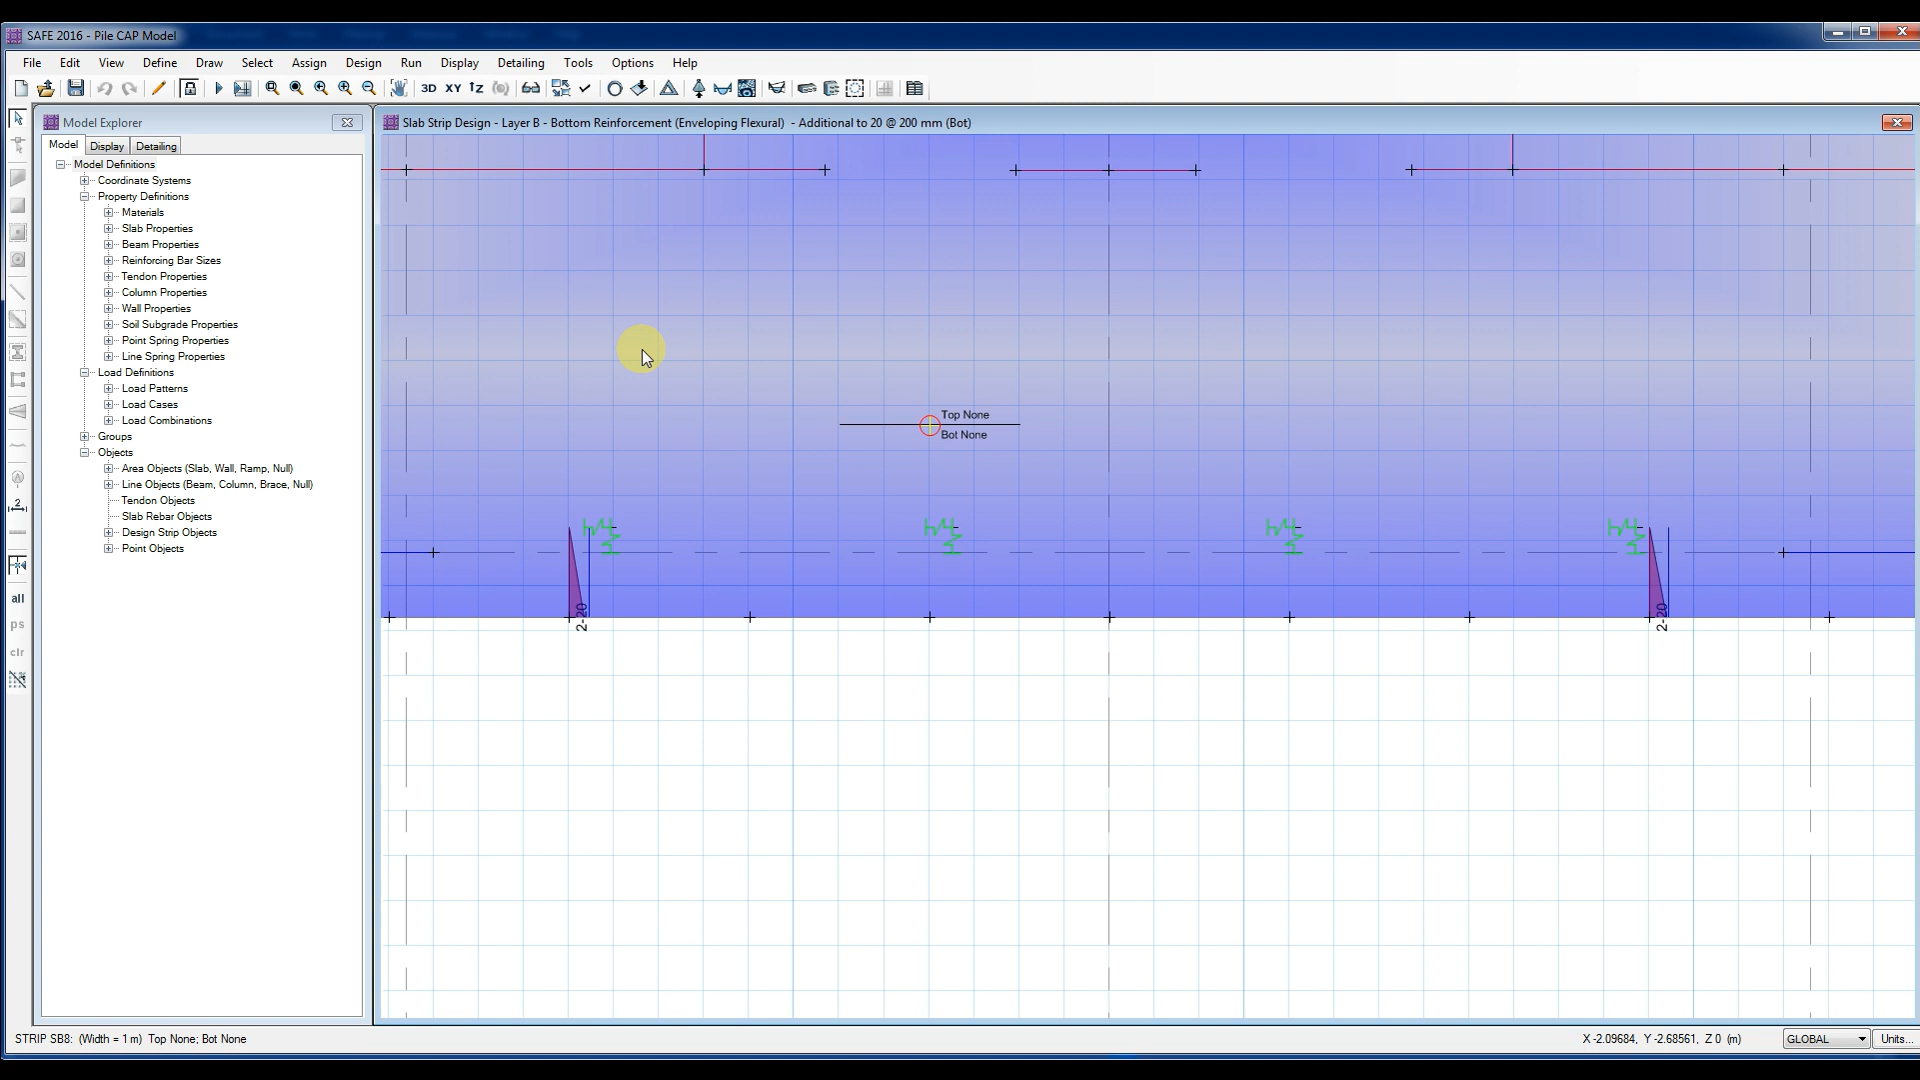 SAFE 2016 - Pile CAP Model
File Edit View Define Draw Select Assign Design Run Display Detailing Tools Options Help
3D XY
Model Explorer
Slab Strip Design - Layer B - Bottom Reinforcement (Enveloping Flexural) - Additional to 20 @ 200 mm (Bot)
Model Display Detailing
Model Definitions
Coordinate Systems
Property Definitions
Materials
Slab Properties
Beam Properties
Reinforcing Bar Sizes
Tendon Properties
Column Properties
Wall Properties
Soil Subgrade Properties
Point Spring Properties
Line Spring Properties
Load Definitions
Load Patterns
Load Cases
Load Combinations
Groups
Objects
Area Objects (Slab, Wall, Ramp, Null)
Line Objects (Beam, Column, Brace, Null)
Tendon Objects
Slab Rebar Objects
Design Strip Objects
Point Objects
all
ps
clr
Top None
Bot None
2-20
2-20
STRIP SB8: (Width = 1 m) Top None; Bot None
X -2.09684, Y -2.68561, Z 0 (m)
GLOBAL
Units...